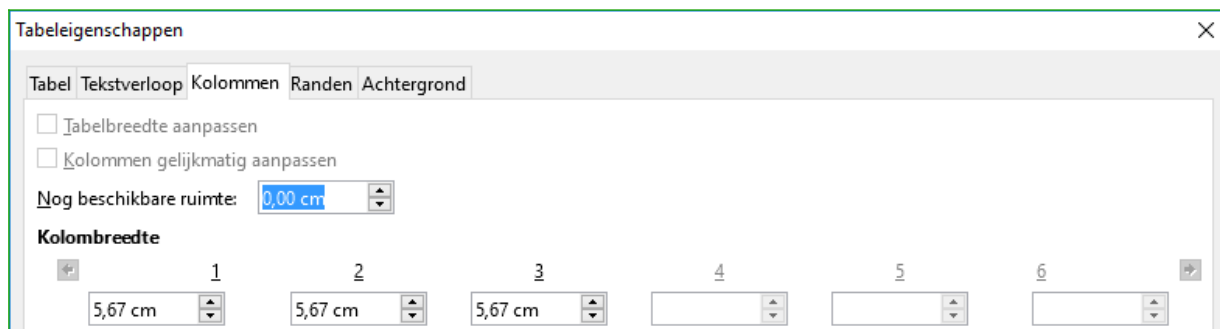 Tabeleigenschappen
Tabel Tekstverloop Kolommen Randen Achtergrond
Tabelbreedte aanpassen
Kolommen gelijkmatig aanpassen
Nog beschikbare ruimte: 0,00 cm
Kolombreedte
1 2 3 4 5 6
5,67 cm 5,67 cm 5,67 cm